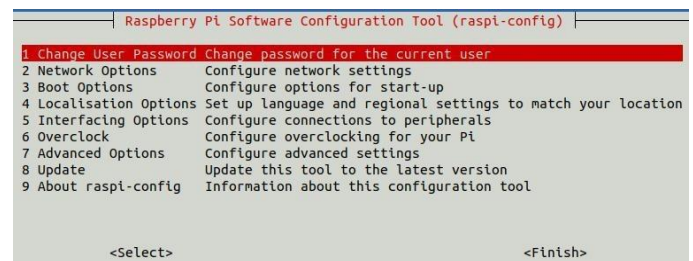 Raspberry Pi Software Configuration Tool (raspi-config)
1 Change User Password Change password for the current user
2 Network Options Configure network settings
3 Boot Options Configure options for start-up
4 Localisation Options Set up language and regional settings to match your location
5 Interfacing Options Configure connections to peripherals
6 Overclock Configure overclocking for your Pi
7 Advanced Options Configure advanced settings
8 Update Update this tool to the latest version
9 About raspi-config Information about this configuration tool
<Select> <Finish>